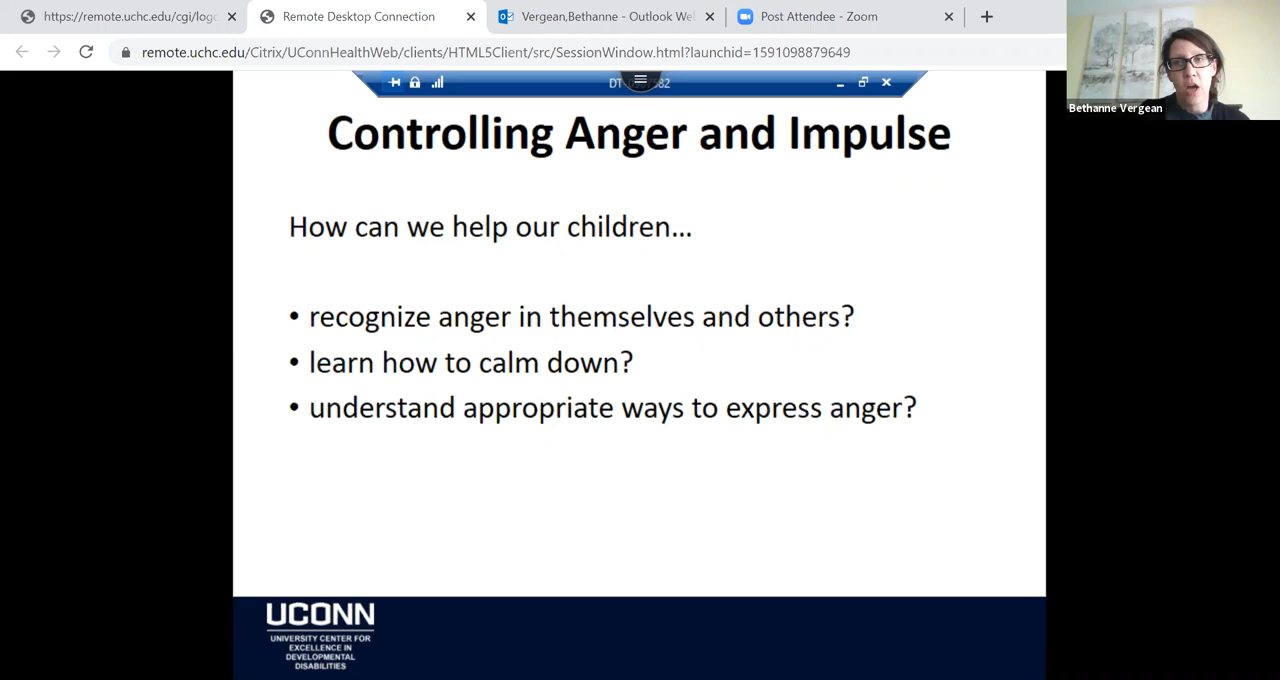 https://remote.uchc.edu/cgi/logo
Remote Desktop Connection
Vergean,Bethanne - Outlook We
Post Attendee - Zoom
remote.uchc.edu/Citrix/UConnHealthWeb/clients/HTML5Client/src/SessionWindow.html?launchid=1591098879649
Bethanne Vergean
Controlling Anger and Impulse
How can we help our children...
• recognize anger in themselves and others?
• learn how to calm down?
• understand appropriate ways to express anger?
UCONN
UNIVERSITY CENTER FOR
EXCELLENCE IN
DEVELOPMENTAL
DISABILITIES